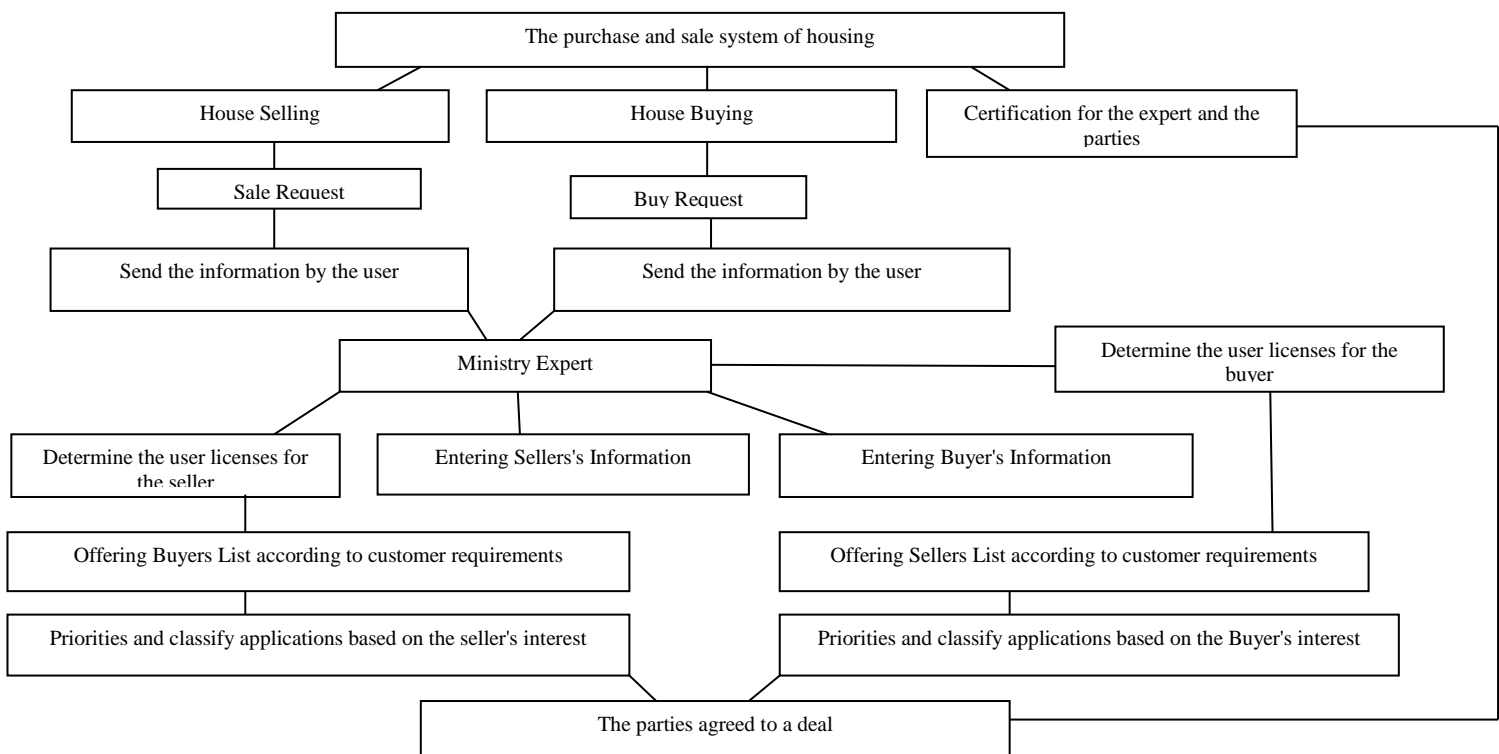 The purchase and sale system of housing
House Selling
House Buying
Certification for the expert and the
parties
Sale Request
Buy Request
Send the information by the user
Send the information by the user
Ministry Expert
Determine the user licenses for the
buyer
Determine the user licenses for
the seller
Entering Sellers's Information
Entering Buyer's Information
Offering Buyers List according to customer requirements
Offering Sellers List according to customer requirements
Priorities and classify applications based on the seller's interest
Priorities and classify applications based on the Buyer's interest
The parties agreed to a deal